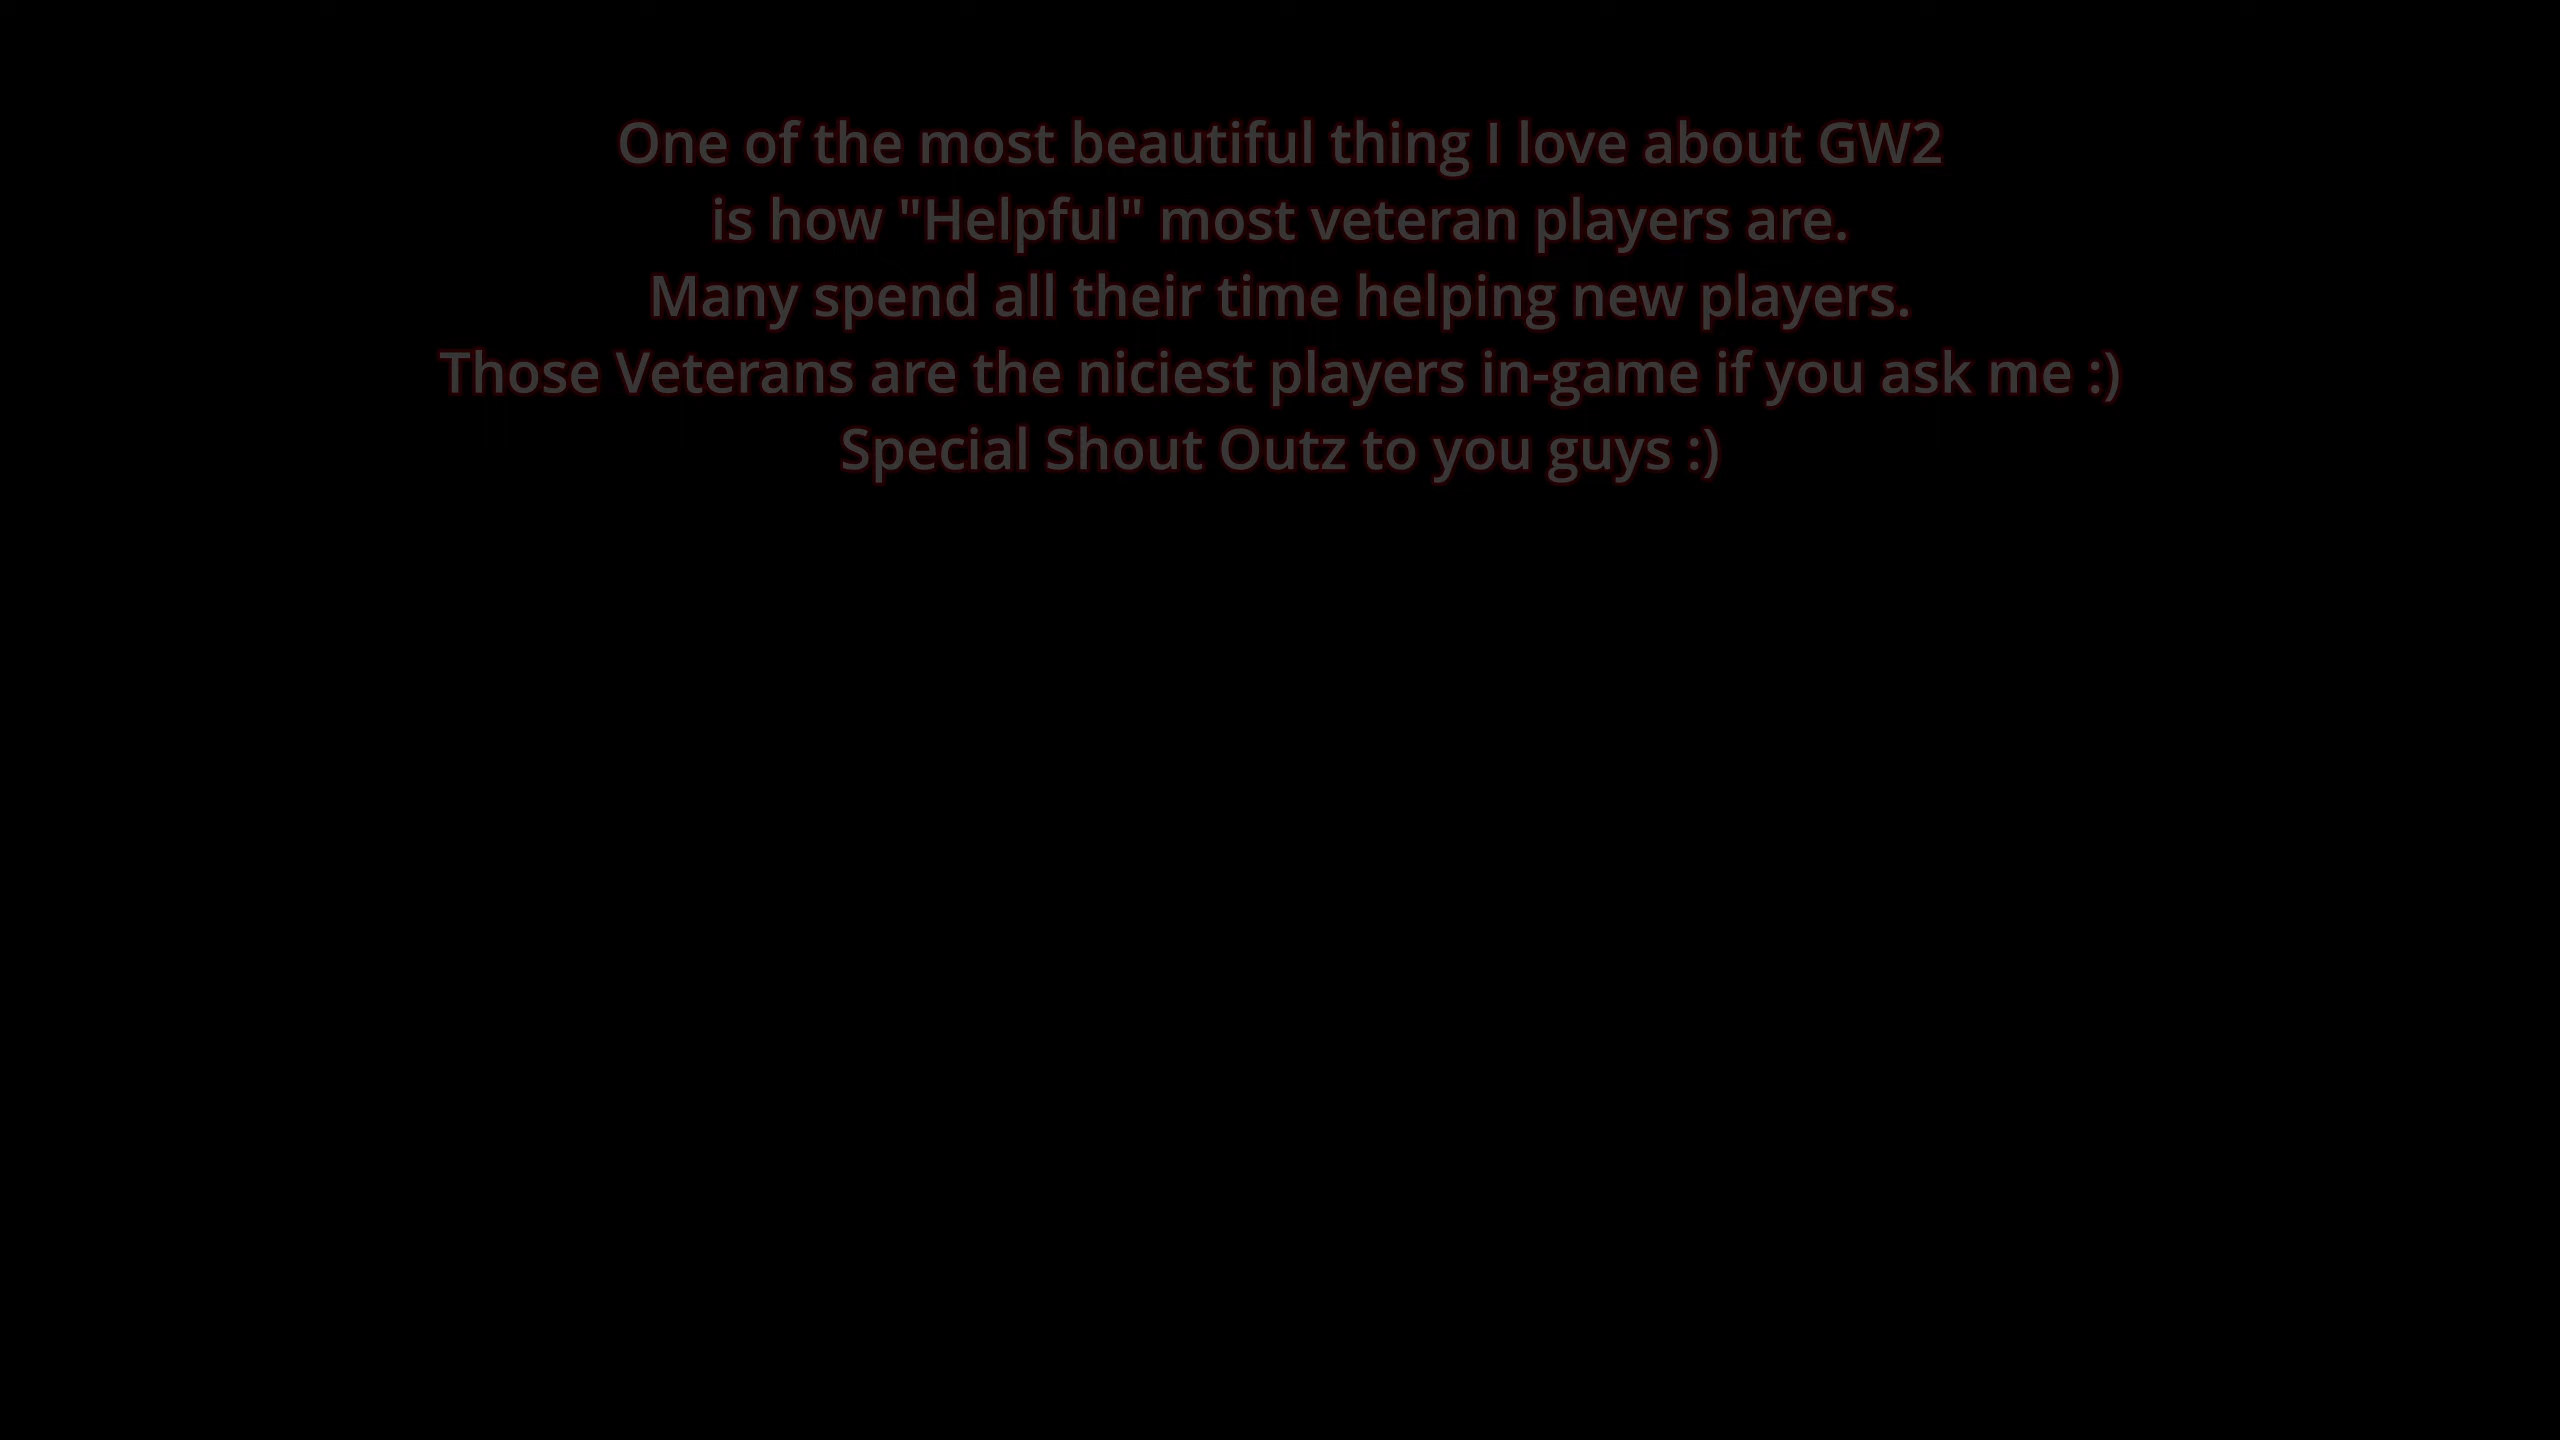 One of the most beautiful thing I love about GW2
is how "Helpful" most veteran players are.
Many spend all their time helping new players.
Those Veterans are the niciest players in-game if you ask me :)
Special Shout Outz to you guys :)